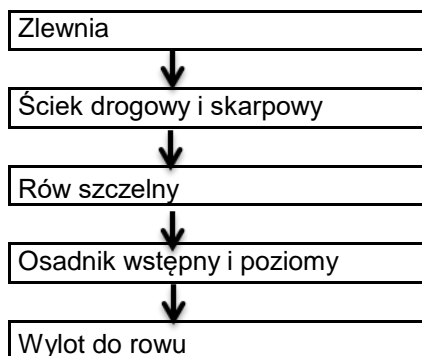 Zlewnia
Ściek drogowy i skarpowy
Rów szczelny
Osadnik wstępny i poziomy
Wylot do rowu